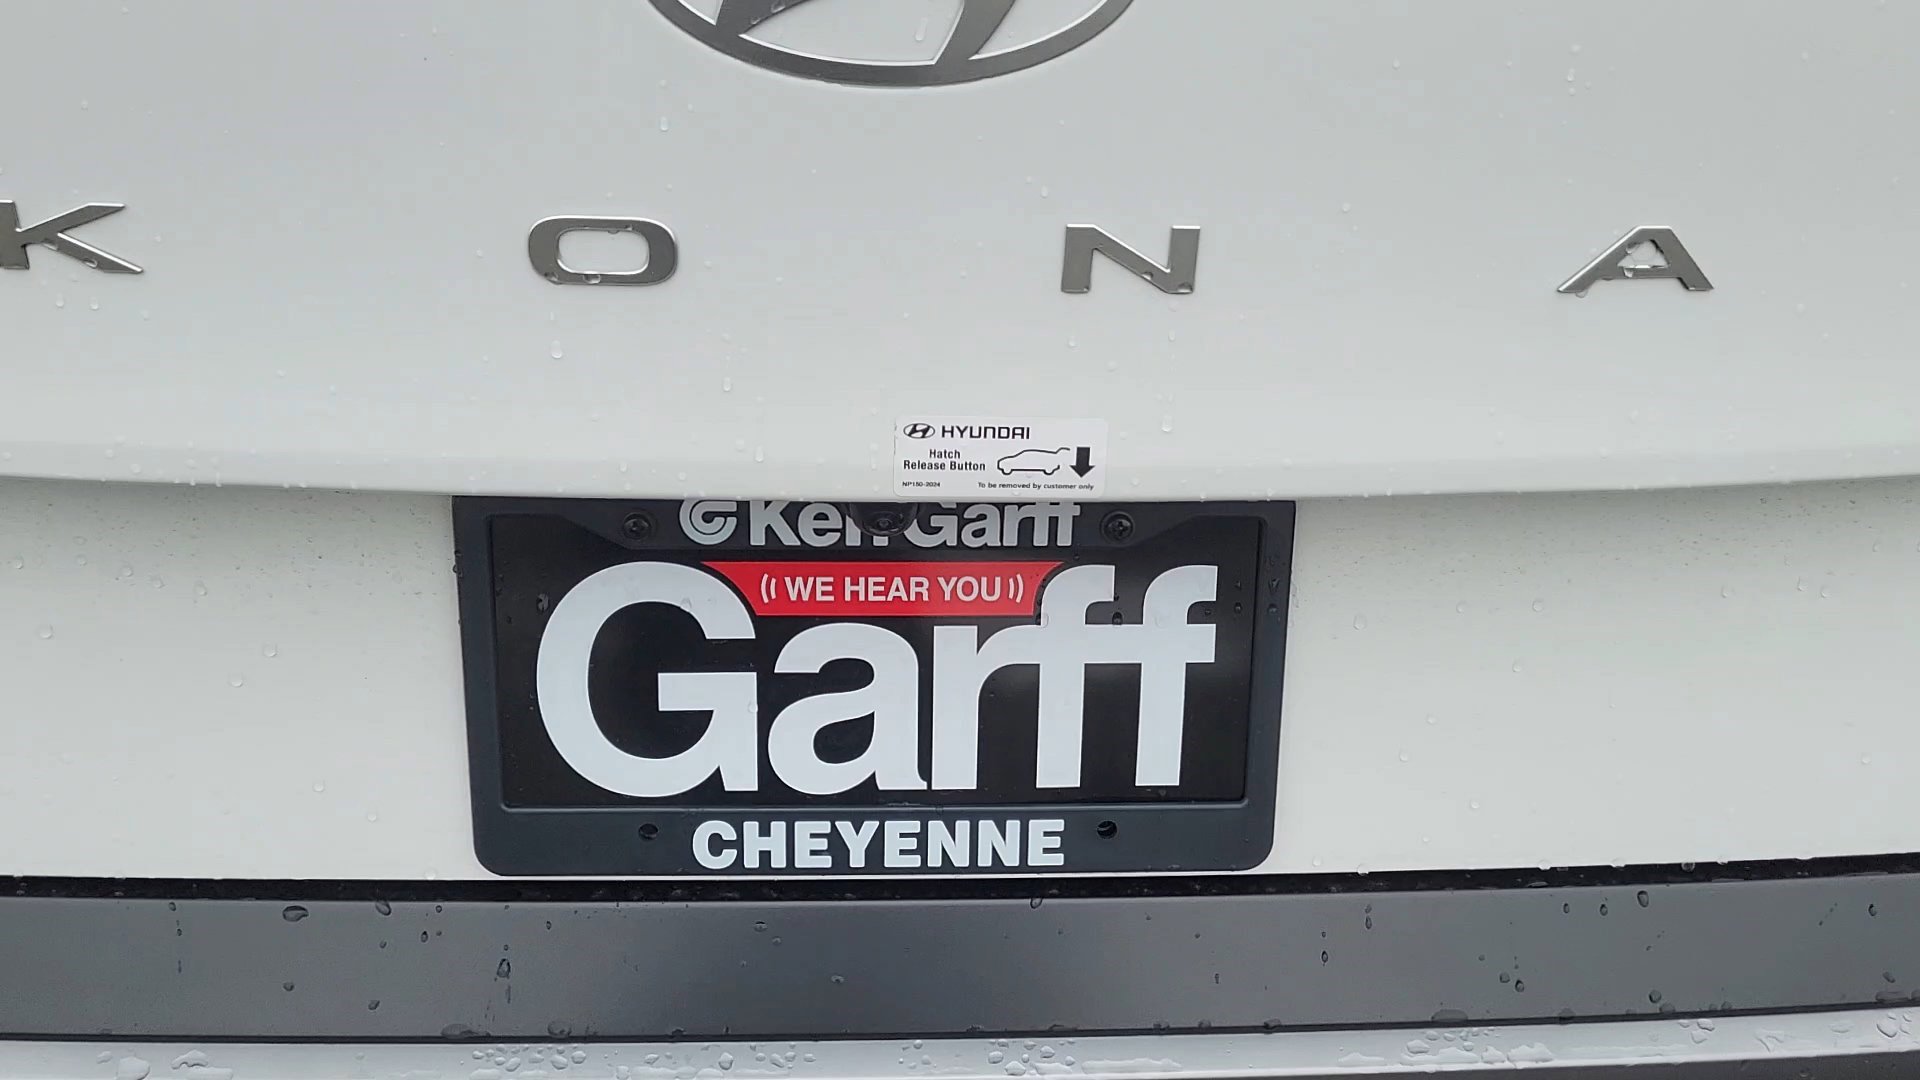 KONA
HYUNDAI
Hatch
Release Button
NP150-2024 To be removed by customer only
Ken Garff
WE HEAR YOU
Garff
CHEYENNE